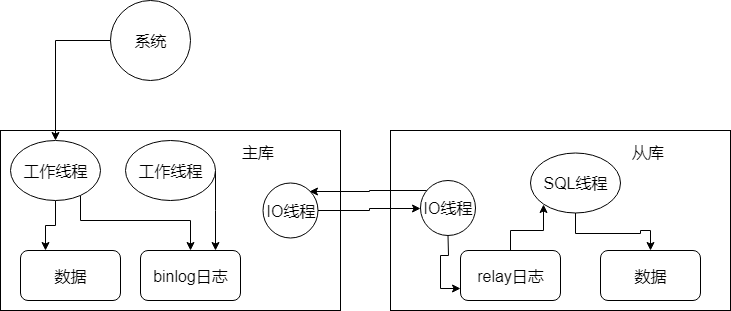 系统
主库
从库
工作线程
工作线程
IO线程
IO线程
SQL线程
数据
binlog日志
relay日志
数据